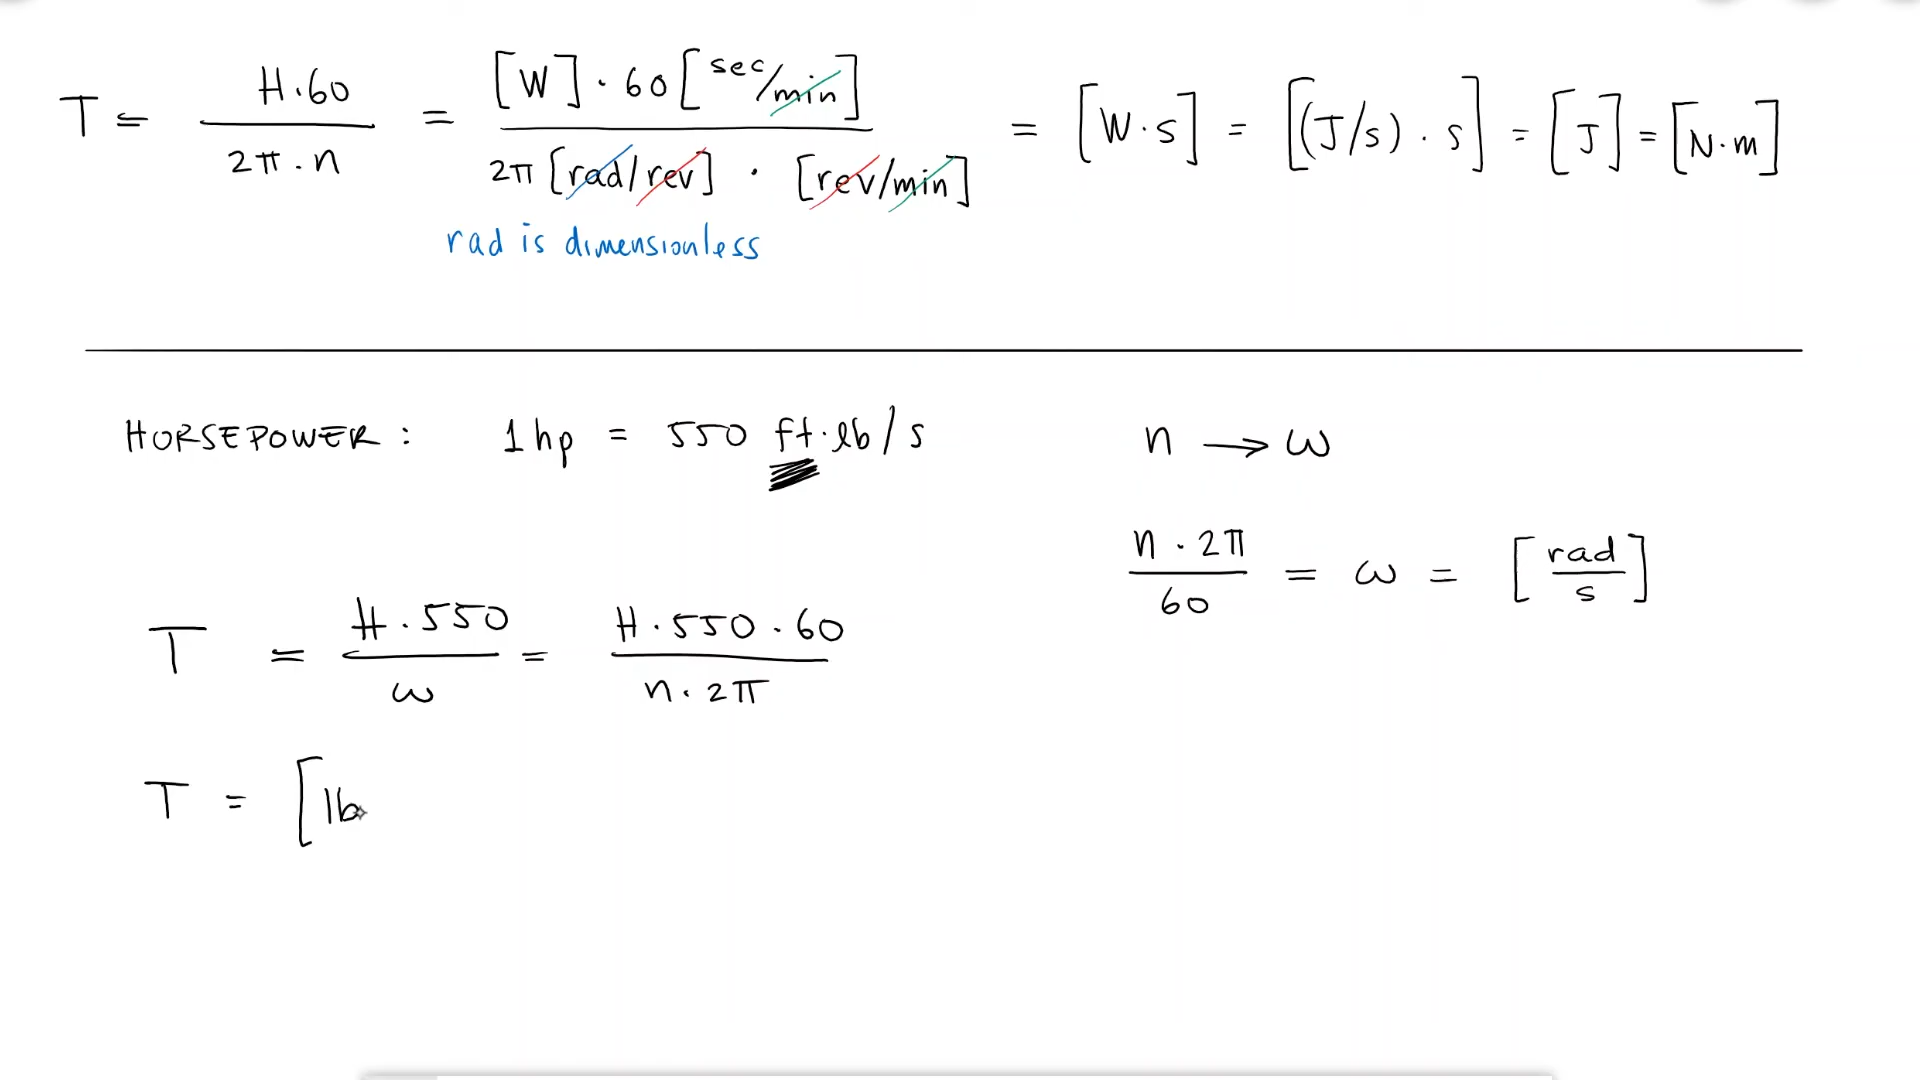 T = H·60 / 2π·n = [W]·60[sec/min] / 2π[rad/rev]·[rev/min] = [W·s] = [(J/s)·s] = [J] = [N·m]
rad is dimensionless
HORSEPOWER: 1hp = 550 ft·lb/s
n → ω
n·2π / 60 = ω = [rad/s]
T = H·550 / ω = H·550·60 / n·2π
T = [lb